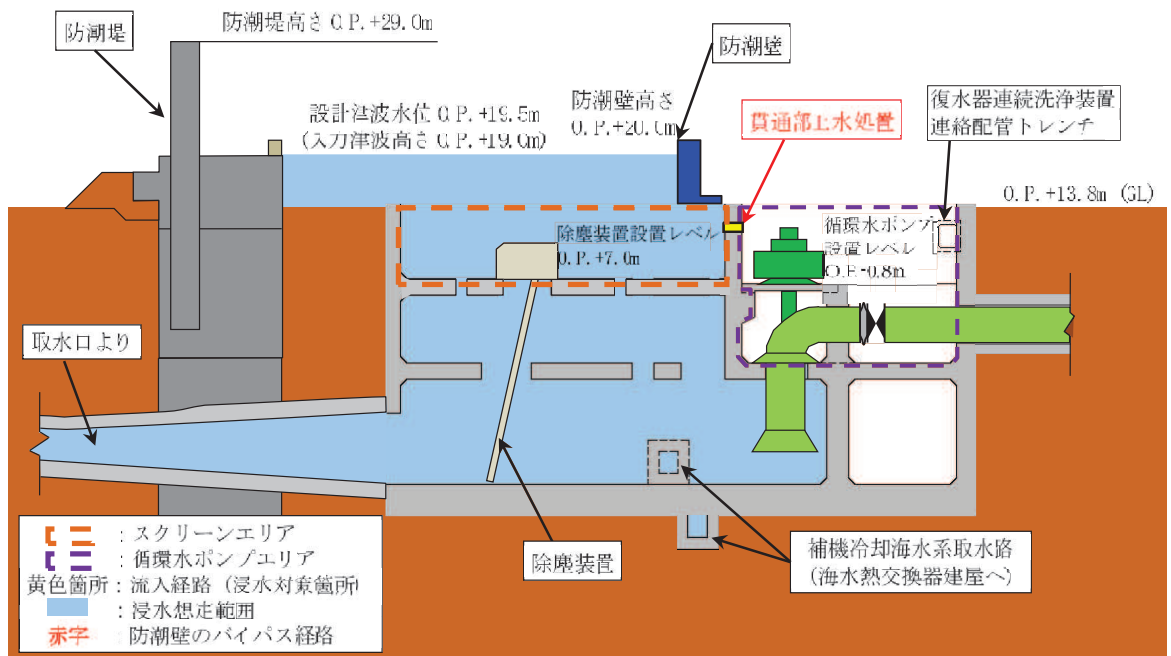 防潮堤高さ O.P.+29.0m
防潮堤
防潮壁
設計津波水位 O.P.+19.5m
(入力津波高さ O.P.+19.0m)
防潮壁高さ
O.P.+20.0m
貫通部止水処置
復水器連続洗浄装置
連絡配管トレンチ
O.P.+13.8m (GL)
除塵装置設置レベル
O.P.+7.0m
循環水ポンプ
設置レベル
O.P.-0.8m
取水口より
除塵装置
補機冷却海水系取水路
(海水熱交換器建屋へ)
：スクリーンエリア
：循環水ポンプエリア
黄色箇所：流入経路 (浸水対象箇所)
：浸水想定範囲
赤字：防潮壁のバイパス経路